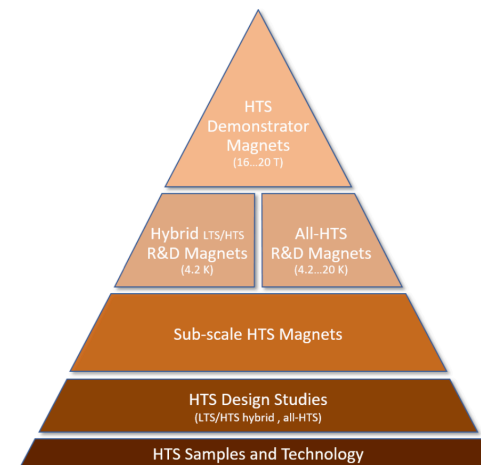 HTS
Demonstrator
Magnets
(16...20 T)
Hybrid LTS/HTS
R&D Magnets
(4.2 K)
All-HTS
R&D Magnets
(4.2...20 K)
Sub-scale HTS Magnets
HTS Design Studies
(LTS/HTS hybrid , all-HTS)
HTS Samples and Technology